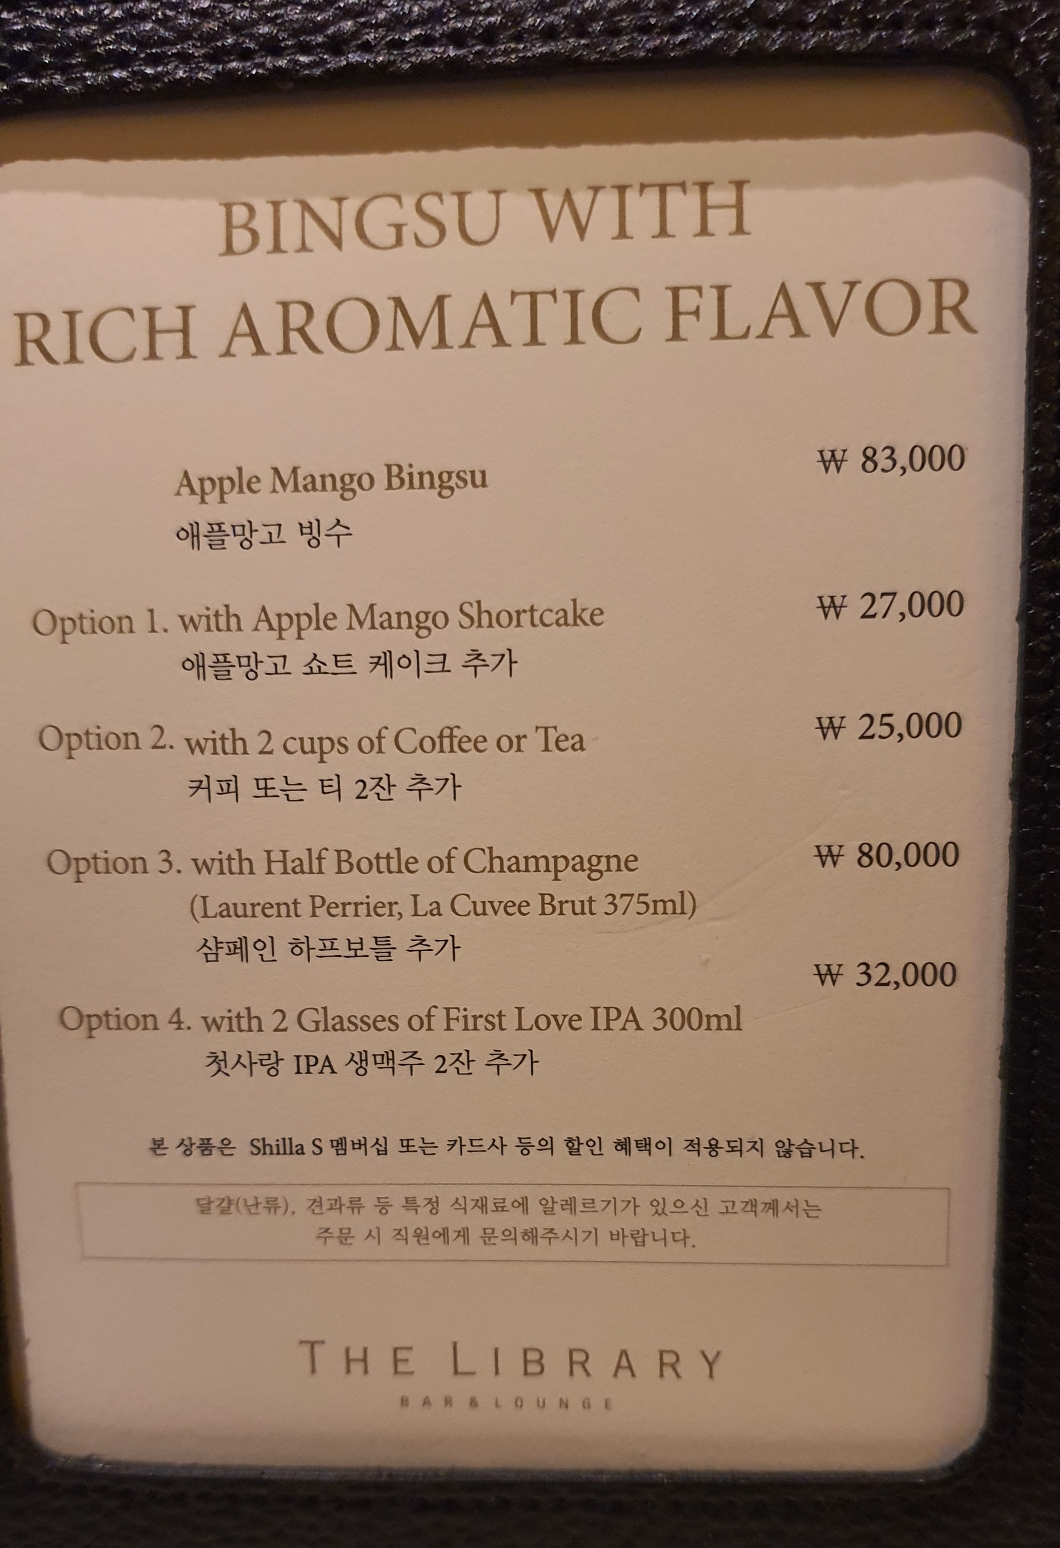 BINGSU WITH
RICH AROMATIC FLAVOR
Apple Mango Bingsu ₩ 83,000
애플망고 빙수
Option 1. with Apple Mango Shortcake ₩ 27,000
애플망고 쇼트 케이크 추가
Option 2. with 2 cups of Coffee or Tea ₩ 25,000
커피 또는 티 2잔 추가
Option 3. with Half Bottle of Champagne ₩ 80,000
(Laurent Perrier, La Cuvee Brut 375ml)
샴페인 하프보틀 추가
₩ 32,000
Option 4. with 2 Glasses of First Love IPA 300ml
첫사랑 IPA 생맥주 2잔 추가
본 상품은 Shilla S 멤버십 또는 카드사 등의 할인 혜택이 적용되지 않습니다.
달걀(난류), 견과류 등 특정 식재료에 알레르기가 있으신 고객께서는
주문 시 직원에게 문의해주시기 바랍니다.
THE LIBRARY
BAR & LOUNGE